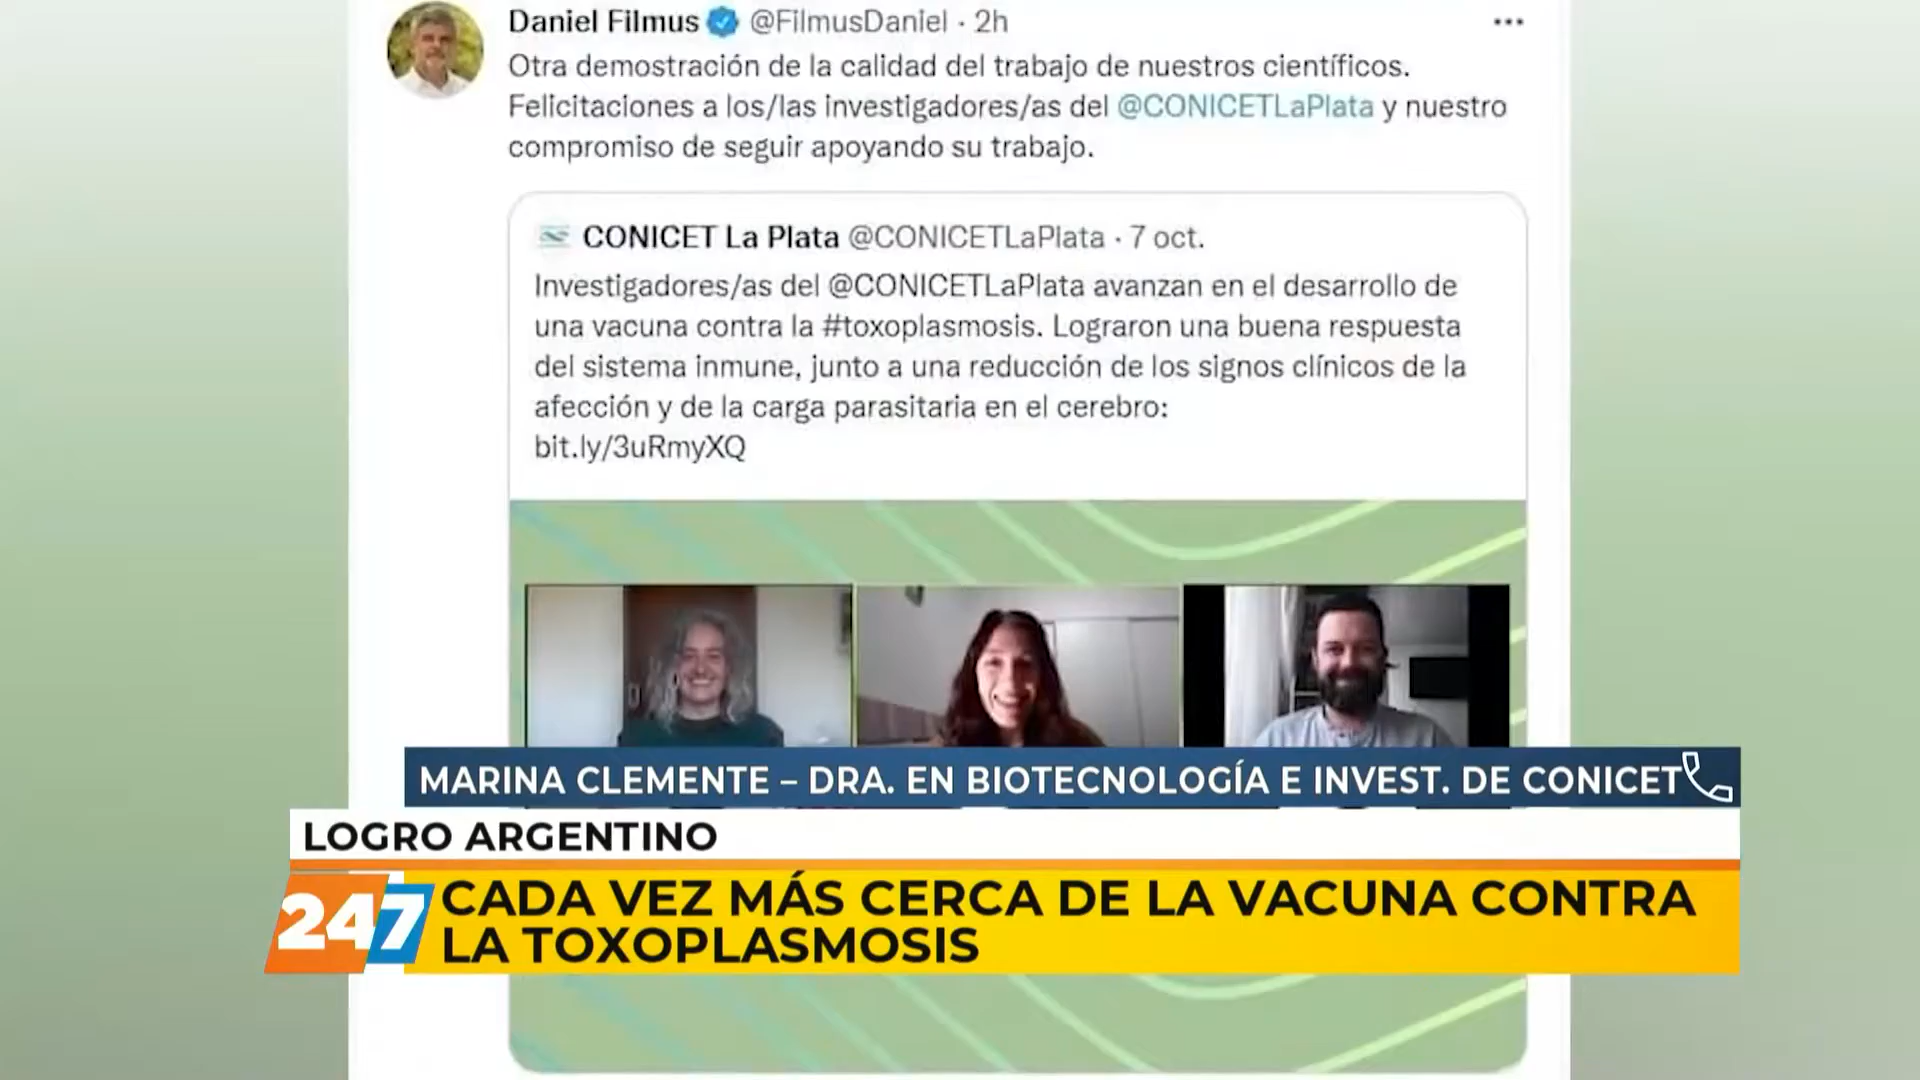 Daniel Filmus @FilmusDaniel · 2h
Otra demostración de la calidad del trabajo de nuestros científicos.
Felicitaciones a los/las investigadores/as del @CONICETLaPlata y nuestro
compromiso de seguir apoyando su trabajo.
CONICET La Plata @CONICETLaPlata · 7 oct.
Investigadores/as del @CONICETLaPlata avanzan en el desarrollo de
una vacuna contra la #toxoplasmosis. Lograron una buena respuesta
del sistema inmune, junto a una reducción de los signos clínicos de la
afección y de la carga parasitaria en el cerebro:
bit.ly/3uRmyXQ
MARINA CLEMENTE – DRA. EN BIOTECNOLOGÍA E INVEST. DE CONICET
LOGRO ARGENTINO
247
CADA VEZ MÁS CERCA DE LA VACUNA CONTRA
LA TOXOPLASMOSIS